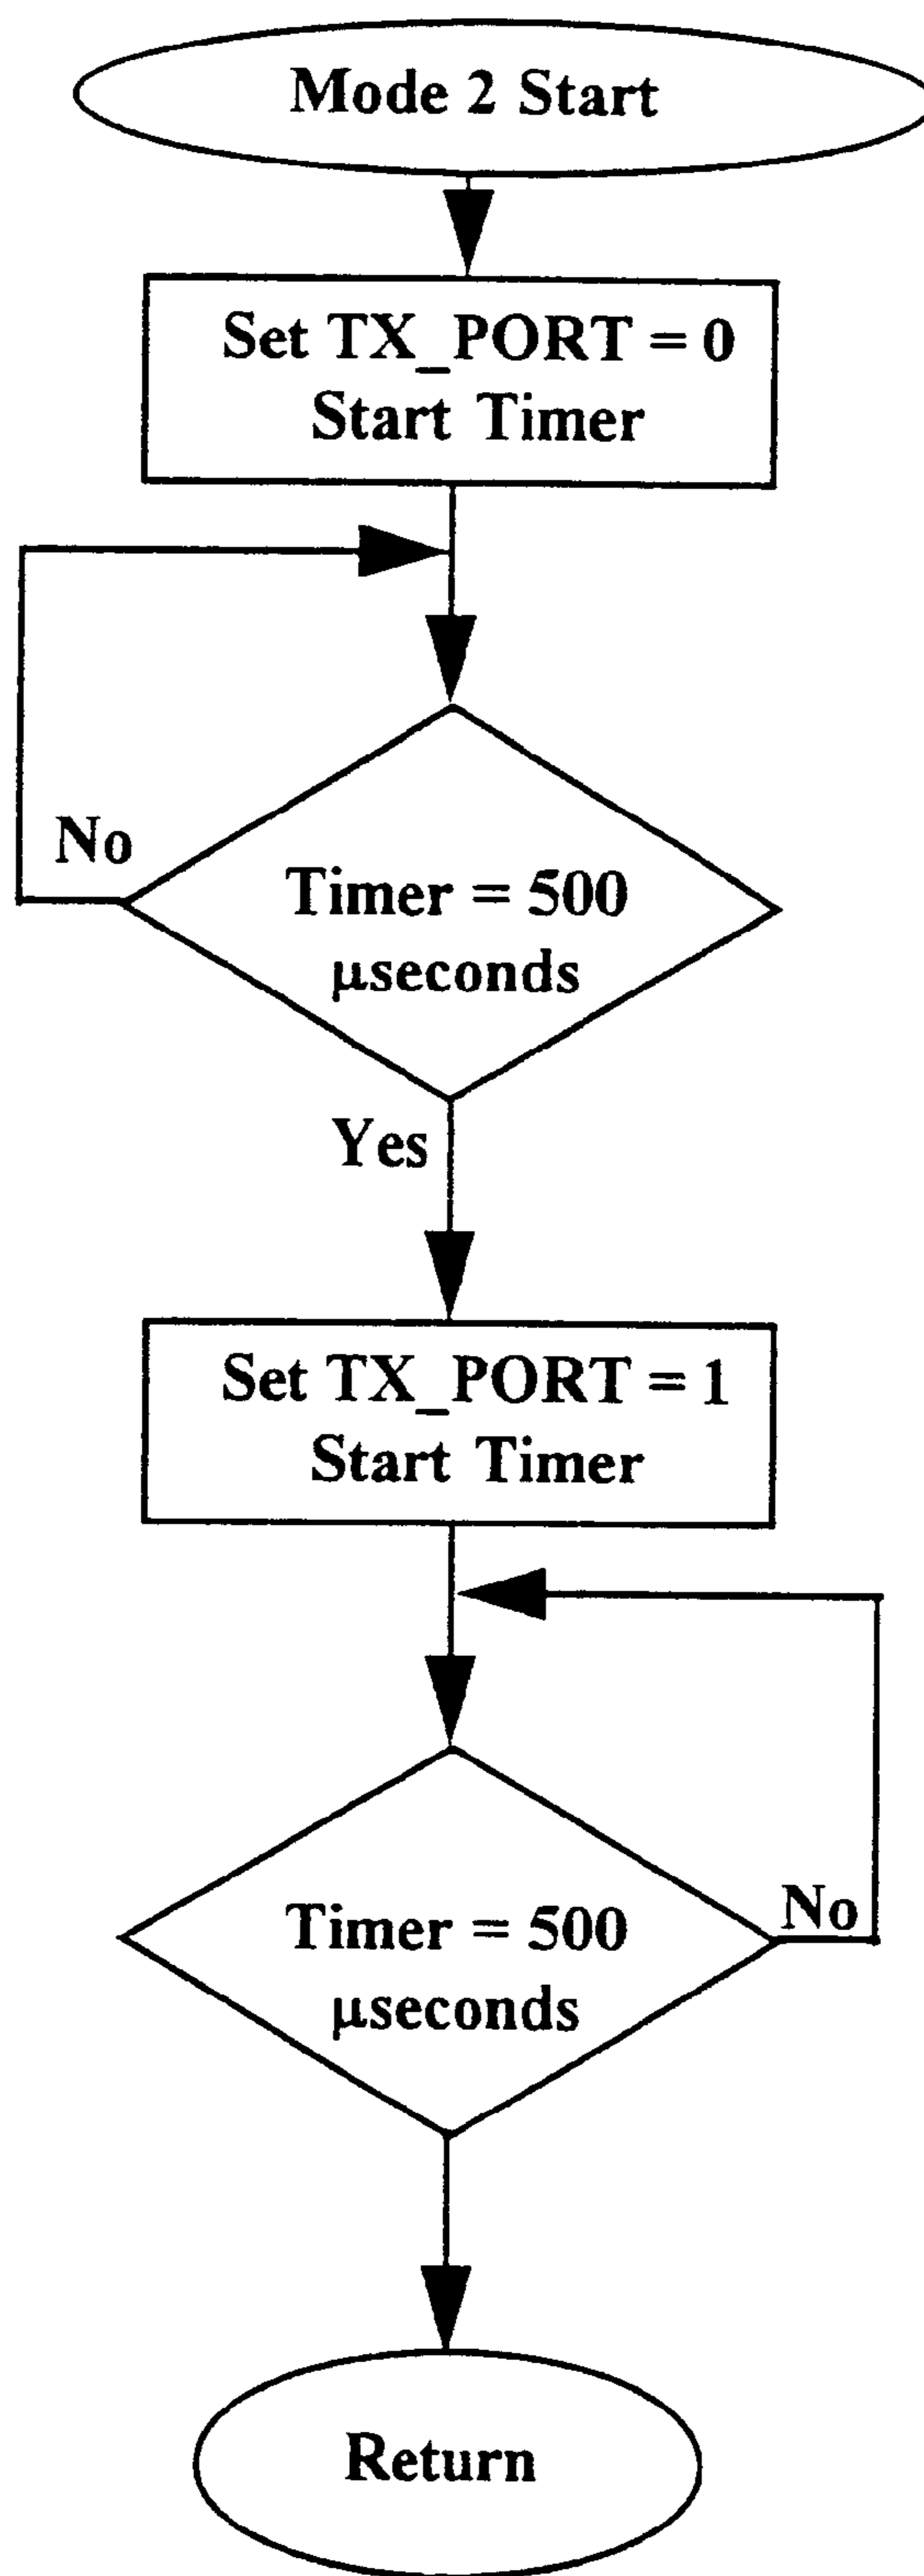 Mode 2 Start
Set TX_PORT = 0
Start Timer
No
Timer = 500
µseconds
Yes
Set TX_PORT = 1
Start Timer
No
Timer = 500
µseconds
Return